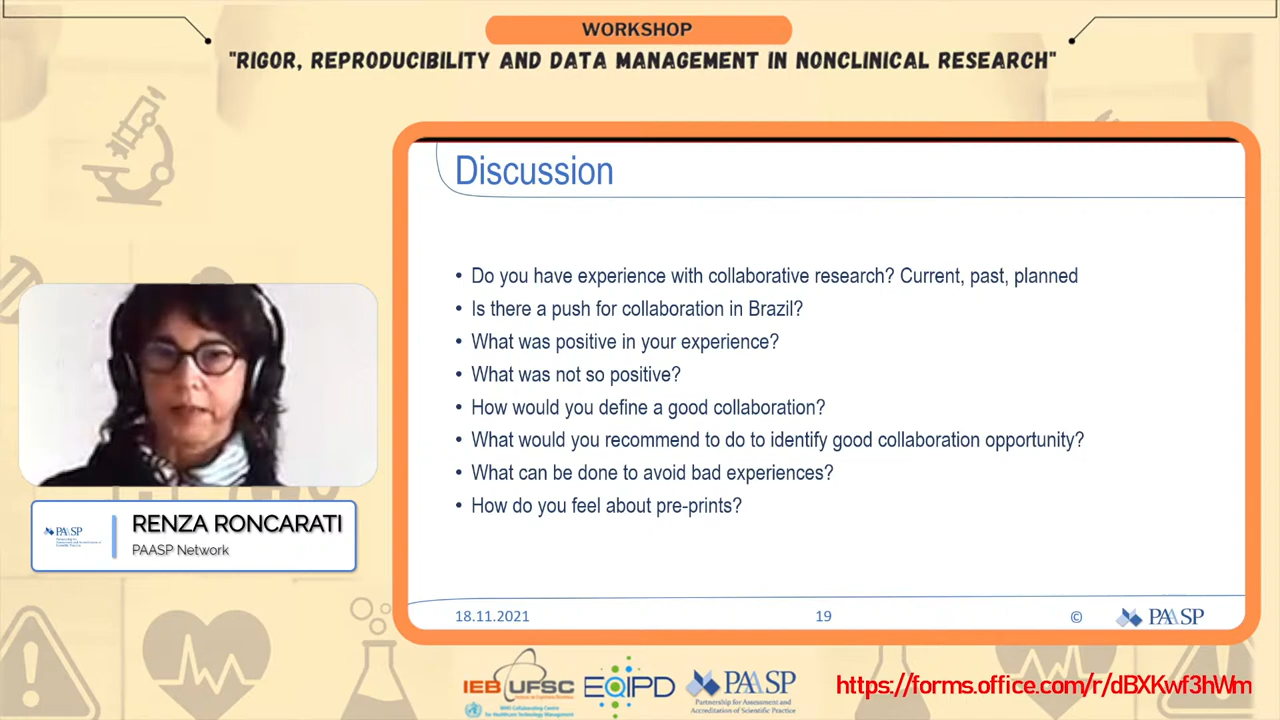 WORKSHOP
"RIGOR, REPRODUCIBILITY AND DATA MANAGEMENT IN NONCLINICAL RESEARCH"
Discussion
• Do you have experience with collaborative research? Current, past, planned
• Is there a push for collaboration in Brazil?
• What was positive in your experience?
• What was not so positive?
• How would you define a good collaboration?
• What would you recommend to do to identify good collaboration opportunity?
• What can be done to avoid bad experiences?
• How do you feel about pre-prints?
18.11.2021 19 © PAASP
PAASP
RENZA RONCARATI
PAASP Network
IEB UFSC
EQIPD
PAASP
Partnership for Assessment and
Accreditation of Scientific Practice
https://forms.office.com/r/dBXKwf3hWm